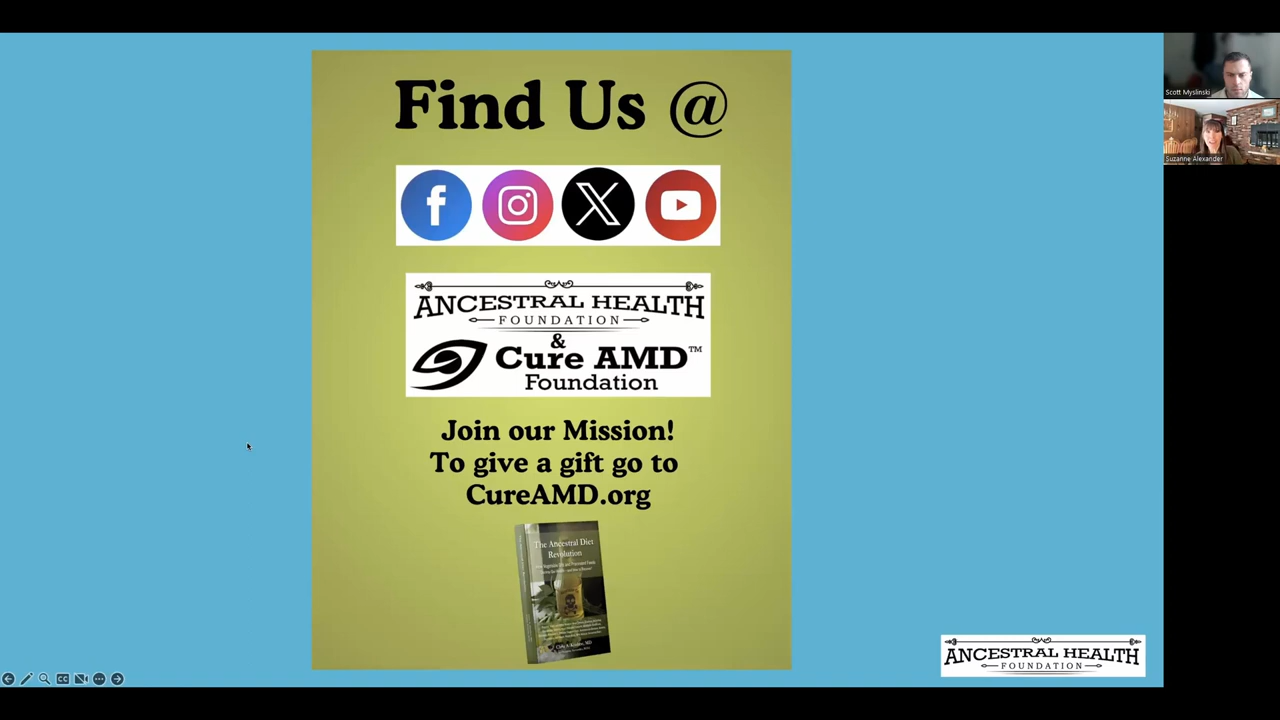 Find Us @
ANCESTRAL HEALTH
FOUNDATION
&
Cure AMD™
Foundation
Join our Mission!
To give a gift go to
CureAMD.org
The Ancestral Diet
Revolution
Scott Myslinski
Suzanne Alexander
ANCESTRAL HEALTH
FOUNDATION
CC